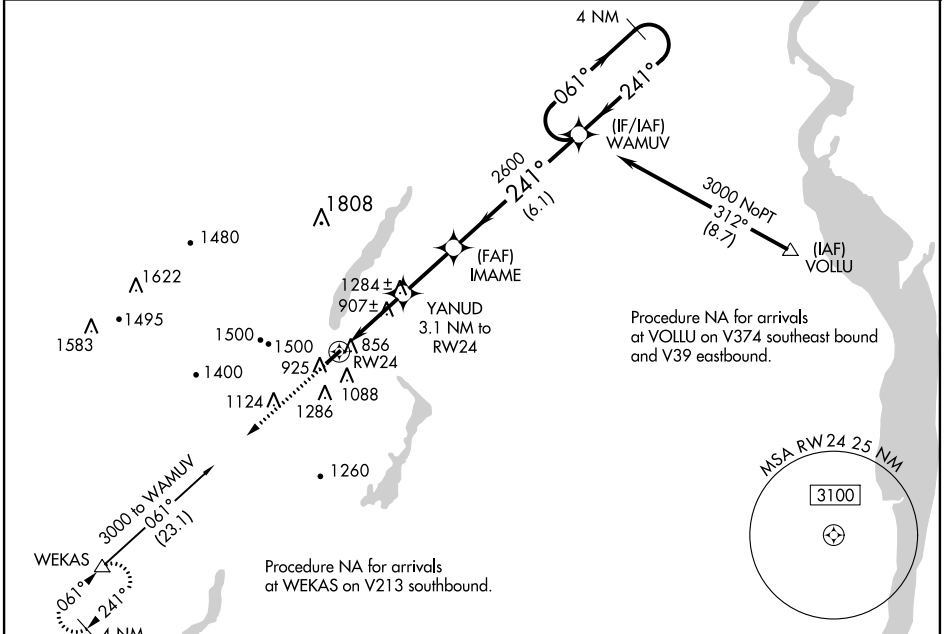 4 NM
061°
241°
(IF/IAF)
WAMUV
2600
241°
(6.1)
3000 NoPT
312°
(8.7)
(IAF)
VOLLU
1808
1480
(FAF)
IMAME
1622
1284 ±
907±
YANUD
3.1 NM to
RW24
1495
1583
1500
1500
856
925
RW24
1400
1088
1124
1286
Procedure NA for arrivals
at VOLLU on V374 southeast bound
and V39 eastbound.
1260
MSA RW 24 25 NM
3100
3000 to WAMUV
061°
(23.1)
WEKAS
061°
241°
4 NM
Procedure NA for arrivals
at WEKAS on V213 southbound.